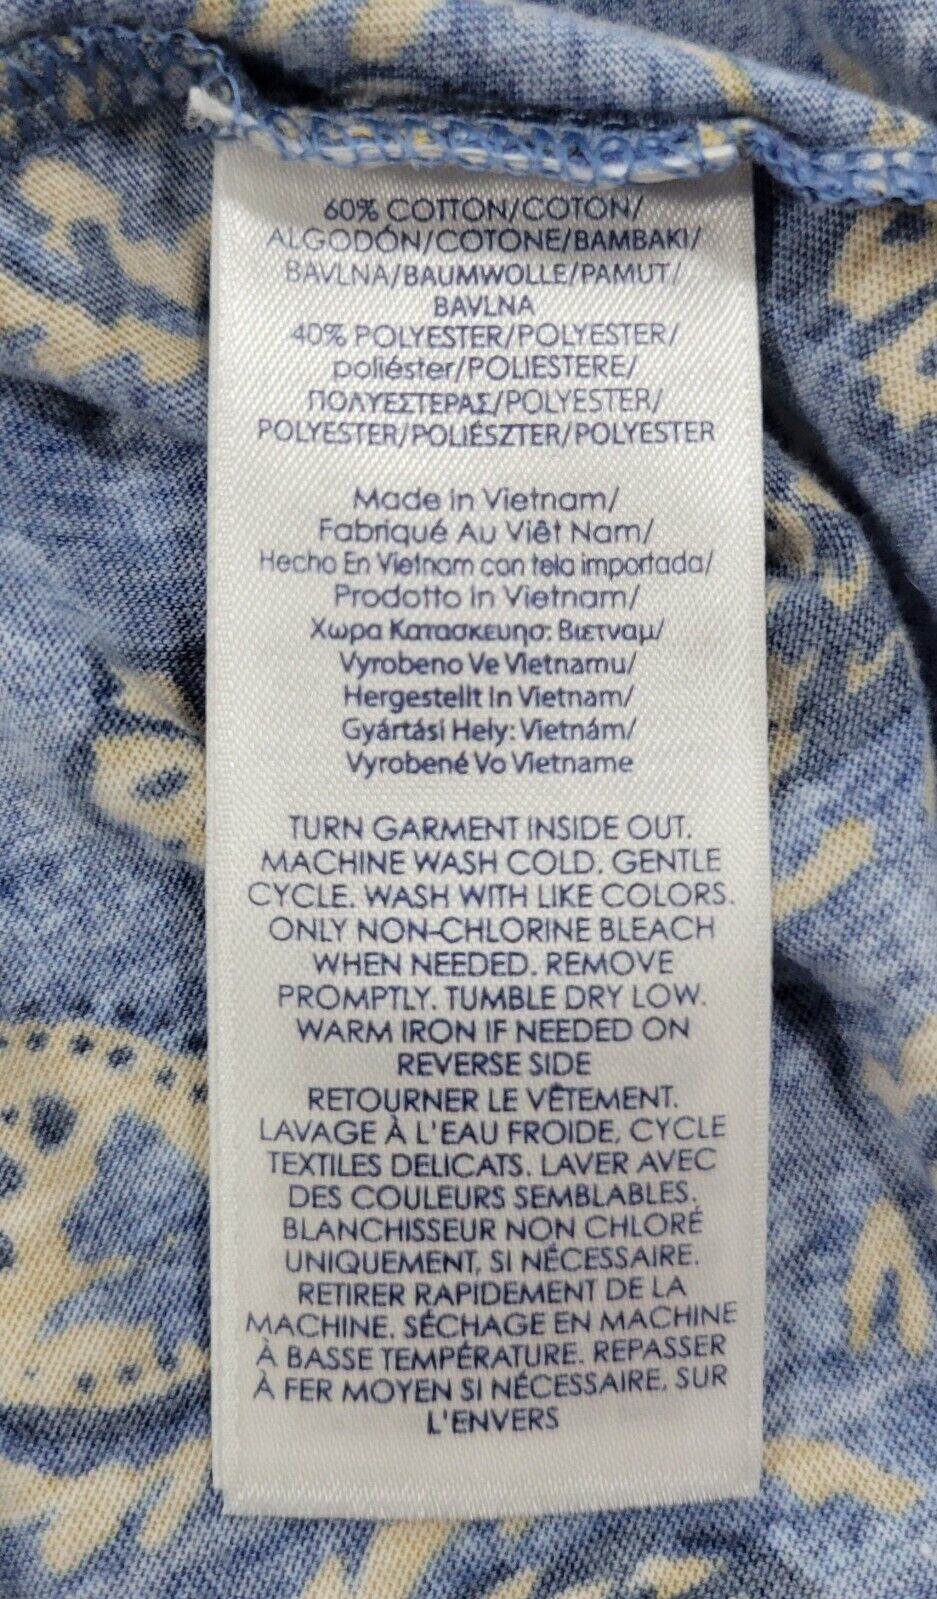 60% COTTON/COTON/
ALGODÓN/COTONE/BAMBAKI/
BAVLNA/BAUMWOLLE/PAMUT/
BAVLNA
40% POLYESTER/POLYESTER/
poliéster/POLIESTERE/
ΠΟΛΥΕΣΤΕΡΑΣ/POLYESTER/
POLYESTER/POLIÉSZTER/POLYESTER
Made In Vietnam/
Fabriqué Au Viêt Nam/
Hecho En Vietnam con tela importada/
Prodotto In Vietnam/
Χωρα Κατασκευησ: Βιετναμ/
Vyrobeno Ve Vietnamu/
Hergestellt In Vietnam/
Gyártási Hely: Vietnám/
Vyrobené Vo Vietname
TURN GARMENT INSIDE OUT.
MACHINE WASH COLD. GENTLE
CYCLE. WASH WITH LIKE COLORS.
ONLY NON-CHLORINE BLEACH
WHEN NEEDED. REMOVE
PROMPTLY. TUMBLE DRY LOW.
WARM IRON IF NEEDED ON
REVERSE SIDE
RETOURNER LE VÊTEMENT.
LAVAGE À L'EAU FROIDE, CYCLE
TEXTILES DELICATS. LAVER AVEC
DES COULEURS SEMBLABLES.
BLANCHISSEUR NON CHLORÉ
UNIQUEMENT, SI NÉCESSAIRE.
RETIRER RAPIDEMENT DE LA
MACHINE. SÉCHAGE EN MACHINE
À BASSE TEMPÉRATURE. REPASSER
À FER MOYEN SI NÉCESSAIRE, SUR
L'ENVERS